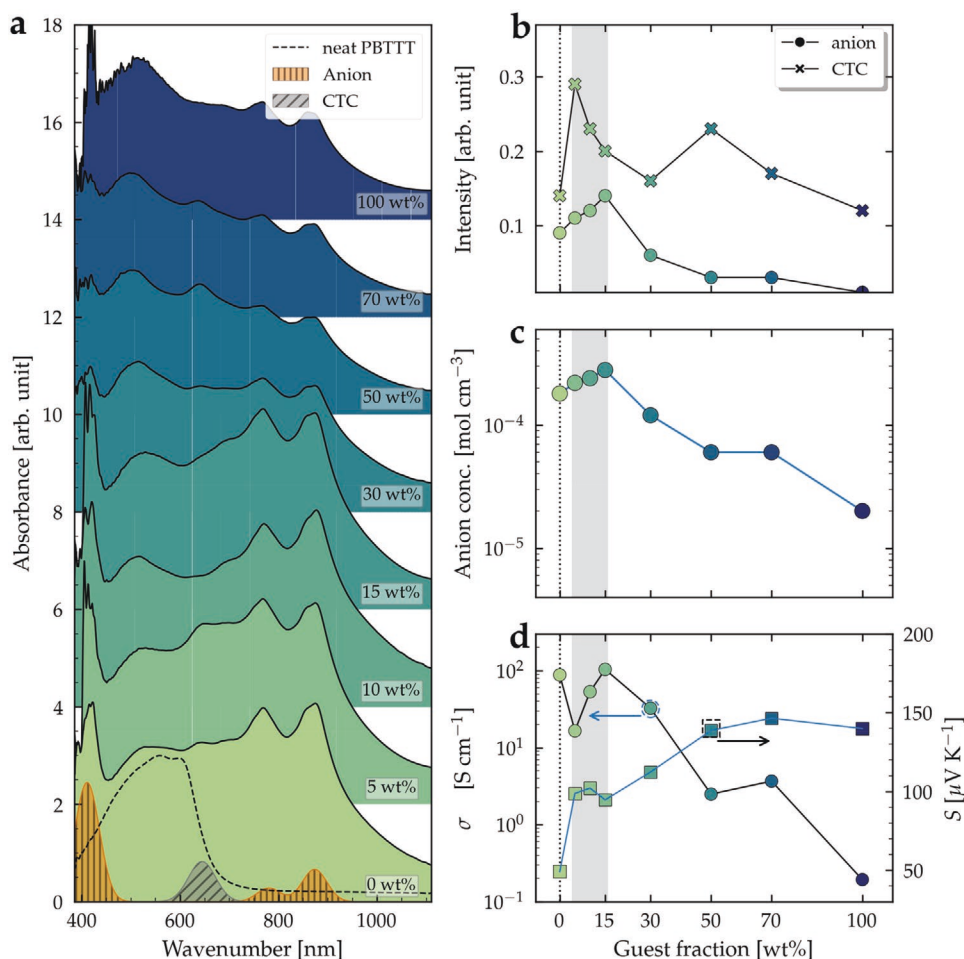 a
18
16
14
12
10
8
6
4
2
0
Absorbance [arb. unit]
neat PBTTT
Anion
CTC
100 wt%
70 wt%
50 wt%
30 wt%
15 wt%
10 wt%
5 wt%
0 wt%
400 600 800 1000
Wavenumber [nm]
b
anion
CTC
0.3
0.2
0.1
Intensity [arb. unit]
c
10⁻⁴
10⁻⁵
Anion conc. [mol cm⁻³]
d
10²
10¹
10⁰
10⁻¹
σ [S cm⁻¹]
200
150
100
50
S [μV K⁻¹]
0 15 30 50 70 100
Guest fraction [wt%]